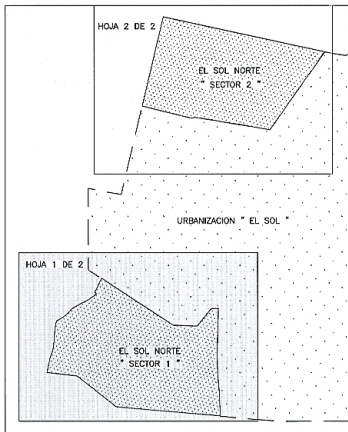 HOJA 2 DE 2
EL SOL NORTE
" SECTOR 2 "
URBANIZACION " EL SOL "
HOJA 1 DE 2
EL SOL NORTE
" SECTOR 1 "